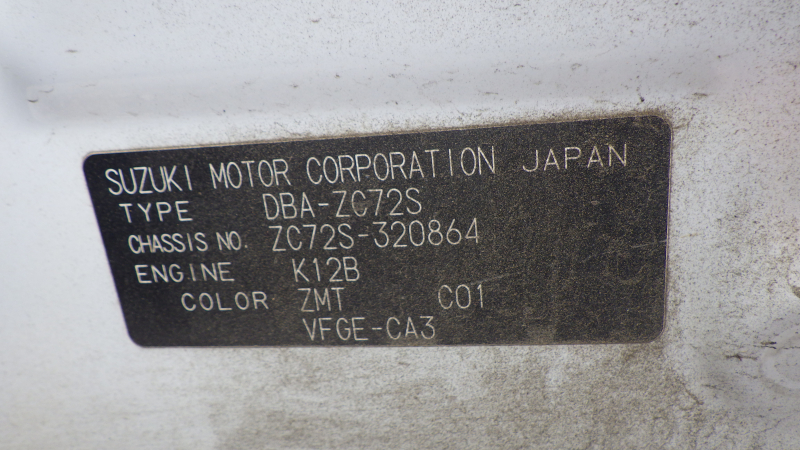 SUZUKI MOTOR CORPORATION JAPAN
TYPE DBA-ZC72S
CHASSIS NO. ZC72S-320864
ENGINE K12B
COLOR ZMT C01
VFGE-CA3